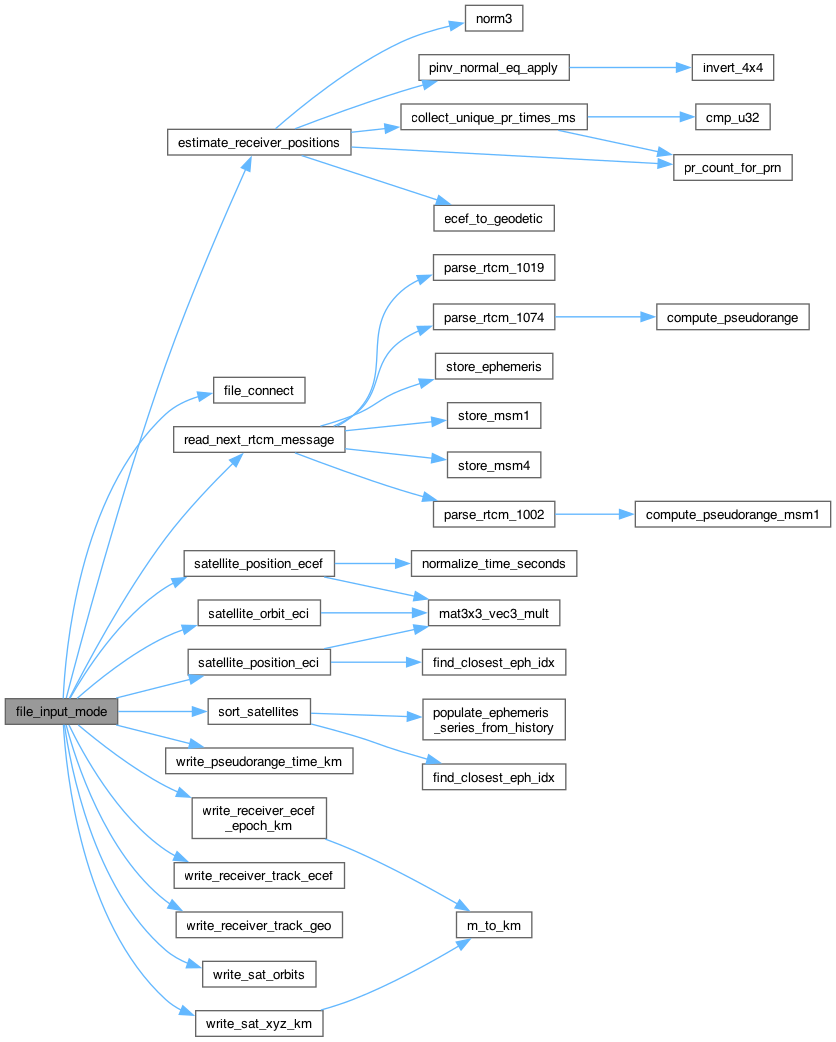 norm3
pinv_normal_eq_apply
invert_4x4
collect_unique_pr_times_ms
cmp_u32
estimate_receiver_positions
pr_count_for_prn
ecef_to_geodetic
parse_rtcm_1019
parse_rtcm_1074
compute_pseudorange
store_ephemeris
file_connect
store_msm1
read_next_rtcm_message
store_msm4
parse_rtcm_1002
compute_pseudorange_msm1
satellite_position_ecef
normalize_time_seconds
satellite_orbit_eci
mat3x3_vec3_mult
satellite_position_eci
find_closest_eph_idx
file_input_mode
sort_satellites
populate_ephemeris
_series_from_history
write_pseudorange_time_km
find_closest_eph_idx
write_receiver_ecef
_epoch_km
write_receiver_track_ecef
write_receiver_track_geo
m_to_km
write_sat_orbits
write_sat_xyz_km